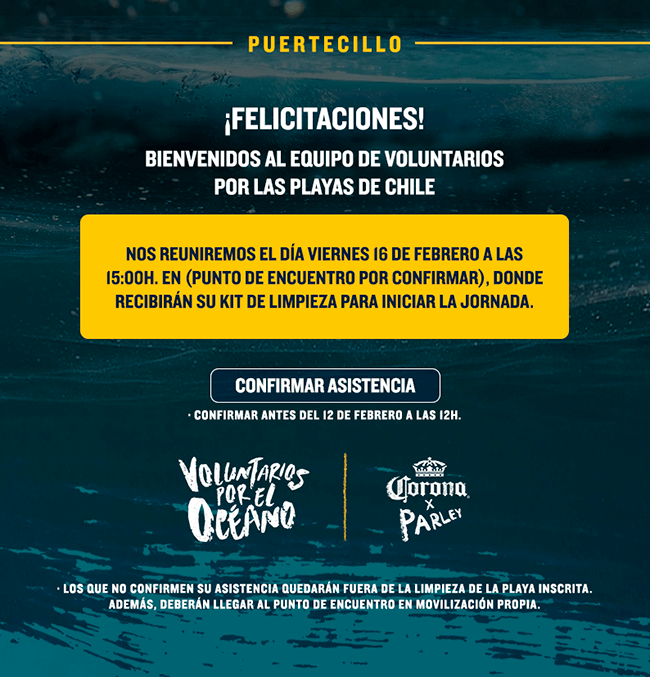 PUERTECILLO
¡FELICITACIONES!
BIENVENIDOS AL EQUIPO DE VOLUNTARIOS
POR LAS PLAYAS DE CHILE
NOS REUNIREMOS EL DÍA VIERNES 16 DE FEBRERO A LAS
15:00H. EN (PUNTO DE ENCUENTRO POR CONFIRMAR), DONDE
RECIBIRÁN SU KIT DE LIMPIEZA PARA INICIAR LA JORNADA.
CONFIRMAR ASISTENCIA
· CONFIRMAR ANTES DEL 12 DE FEBRERO A LAS 12H.
VOLUNTARIOS
POR EL
OCÉANO
Corona
X
PARLEY
· LOS QUE NO CONFIRMEN SU ASISTENCIA QUEDARÁN FUERA DE LA LIMPIEZA DE LA PLAYA INSCRITA.
ADEMÁS, DEBERÁN LLEGAR AL PUNTO DE ENCUENTRO EN MOVILIZACIÓN PROPIA.